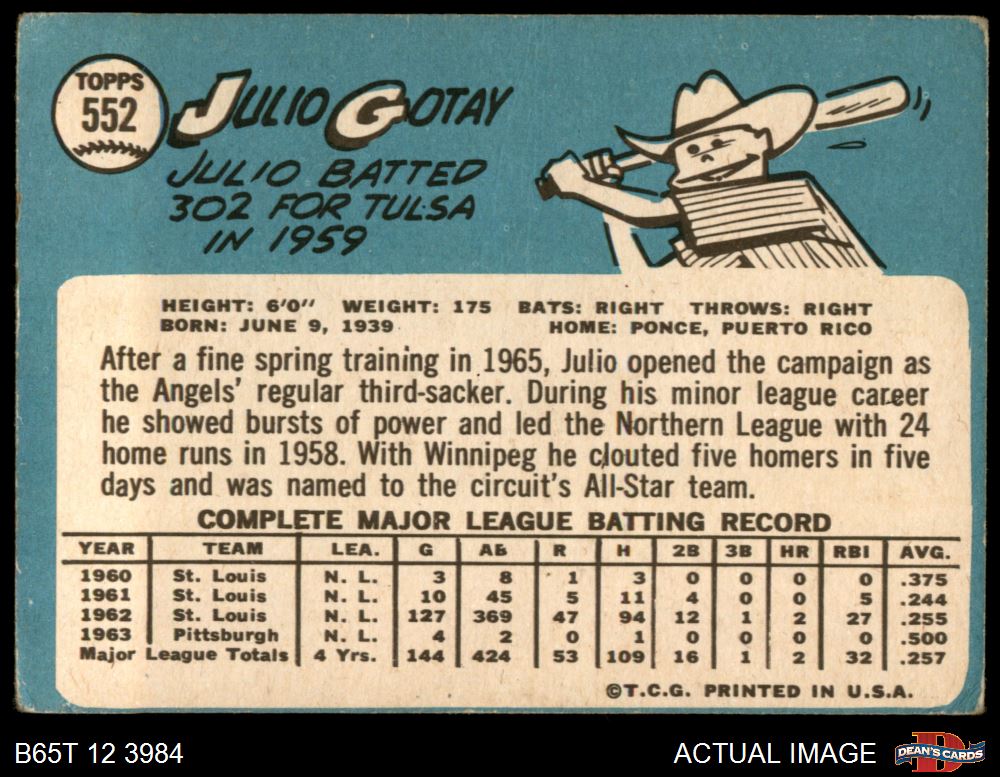 TOPPS
552
JULIO GOTAY
JULIO BATTED
302 FOR TULSA
IN 1959
HEIGHT: 6'0" WEIGHT: 175 BATS: RIGHT THROWS: RIGHT
BORN: JUNE 9, 1939 HOME: PONCE, PUERTO RICO
After a fine spring training in 1965, Julio opened the campaign as
the Angels' regular third-sacker. During his minor league career
he showed bursts of power and led the Northern League with 24
home runs in 1958. With Winnipeg he clouted five homers in five
days and was named to the circuit's All-Star team.
COMPLETE MAJOR LEAGUE BATTING RECORD
YEAR TEAM LEA. G AB R H 2B 3B HR RBI AVG.
1960 St. Louis N. L. 3 8 1 3 0 0 0 0 .375
1961 St. Louis N. L. 10 45 5 11 4 0 0 5 .244
1962 St. Louis N. L. 127 369 47 94 12 1 2 27 .255
1963 Pittsburgh N. L. 4 2 0 1 0 0 0 0 .500
Major League Totals 4 Yrs. 144 424 53 109 16 1 2 32 .257
©T.C.G. PRINTED IN U.S.A.
B65T 12 3984 ACTUAL IMAGE
D
DEAN'S CARDS